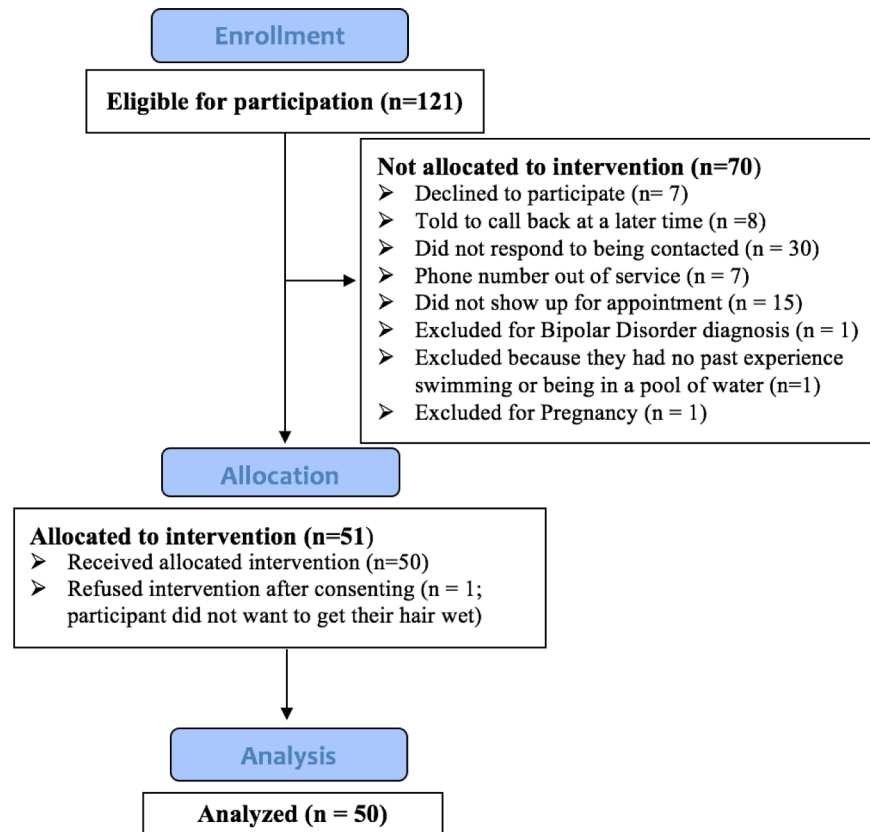 Enrollment
Eligible for participation (n=121)
Not allocated to intervention (n=70)
➢ Declined to participate (n= 7)
➢ Told to call back at a later time (n =8)
➢ Did not respond to being contacted (n = 30)
➢ Phone number out of service (n = 7)
➢ Did not show up for appointment (n = 15)
➢ Excluded for Bipolar Disorder diagnosis (n = 1)
➢ Excluded because they had no past experience
swimming or being in a pool of water (n=1)
➢ Excluded for Pregnancy (n = 1)
Allocation
Allocated to intervention (n=51)
➢ Received allocated intervention (n=50)
➢ Refused intervention after consenting (n = 1;
participant did not want to get their hair wet)
Analysis
Analyzed (n = 50)